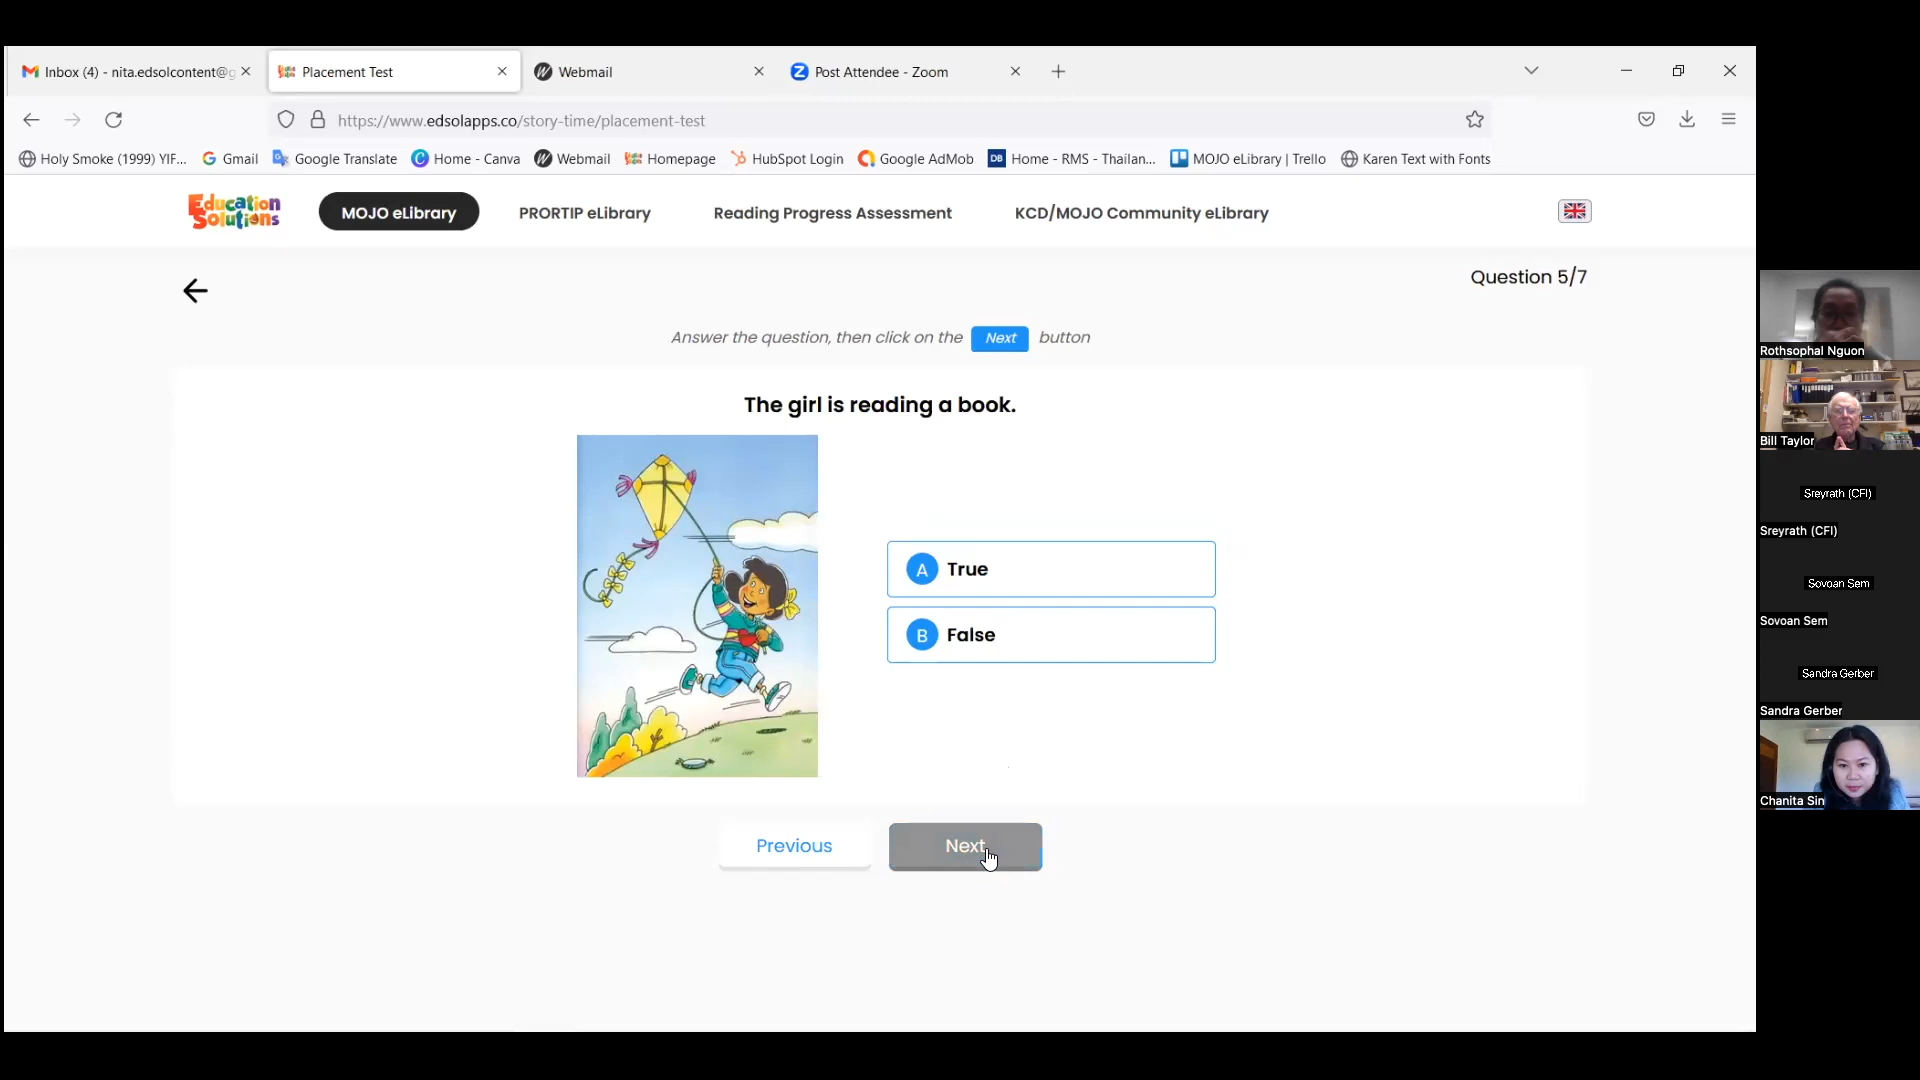 Inbox (4) - nita.edsolcontent@g
Placement Test
Webmail
Post Attendee - Zoom
https://www.edsolapps.co/story-time/placement-test
Holy Smoke (1999) YIF...
Gmail
Google Translate
Home - Canva
Webmail
Homepage
HubSpot Login
Google AdMob
DB
Home - RMS - Thailan...
MOJO eLibrary | Trello
Karen Text with Fonts
Education
Solutions
MOJO eLibrary
PRORTIP eLibrary
Reading Progress Assessment
KCD/MOJO Community eLibrary
Question 5/7
Answer the question, then click on the Next button
The girl is reading a book.
A True
B False
Previous
Next
Rothsophal Nguon
Bill Taylor
Sreyrath (CFI)
Sreyrath (CFI)
Sovoan Sem
Sovoan Sem
Sandra Gerber
Sandra Gerber
Chanita Sin